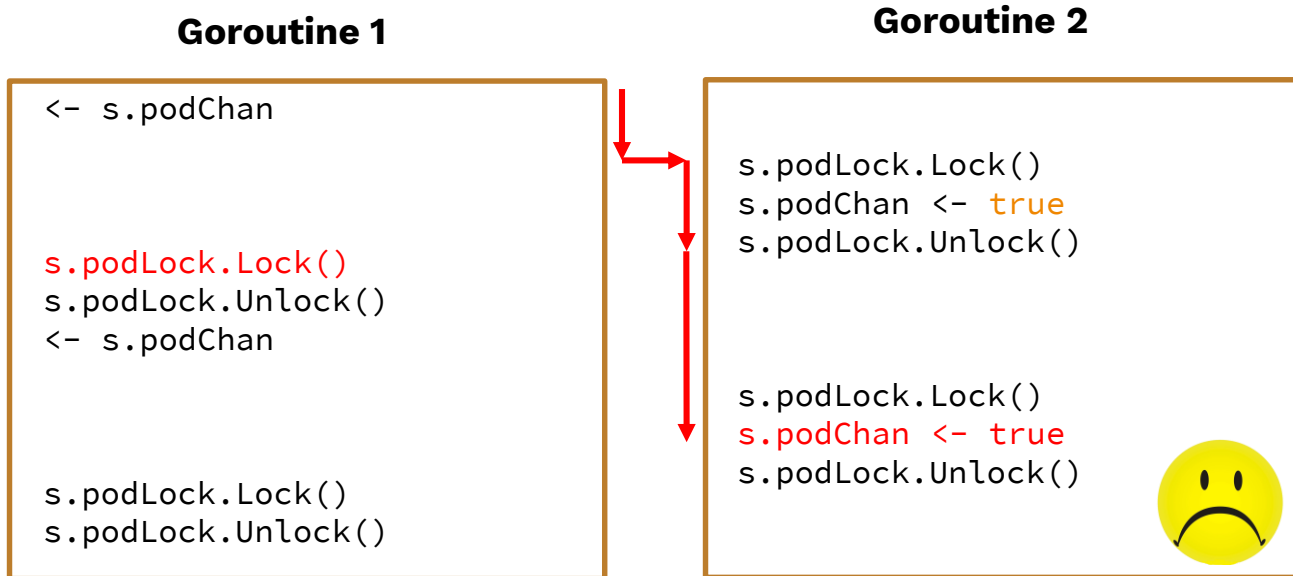 Goroutine 1
<- s.podChan
s.podLock.Lock()
s.podLock.Unlock()
<- s.podChan
s.podLock.Lock()
s.podLock.Unlock()
Goroutine 2
s.podLock.Lock()
s.podChan <- true
s.podLock.Unlock()
s.podLock.Lock()
s.podChan <- true
s.podLock.Unlock()